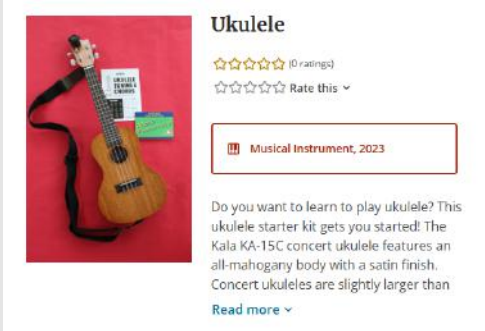 Ukulele
(0 ratings)
Rate this
Musical Instrument, 2023
UKULELE
TUNING &
CHORDS
Do you want to learn to play ukulele? This
ukulele starter kit gets you started! The
Kala KA-15C concert ukulele features an
all-mahogany body with a satin finish.
Concert ukuleles are slightly larger than
Read more